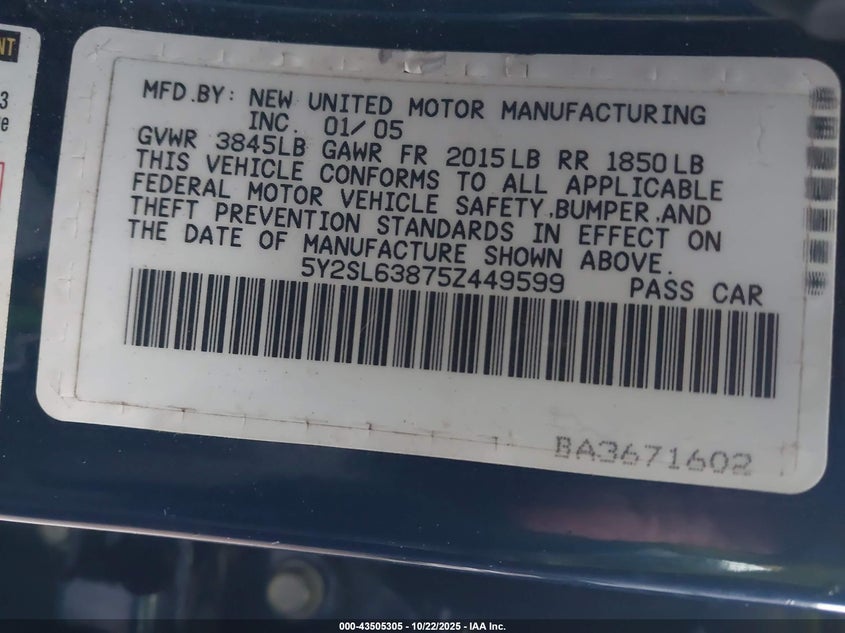 NT
3
e
MFD.BY: NEW UNITED MOTOR MANUFACTURING
INC. 01/05
GVWR 3845LB GAWR FR 2015LB RR 1850LB
THIS VEHICLE CONFORMS TO ALL APPLICABLE
FEDERAL MOTOR VEHICLE SAFETY,BUMPER,AND
THEFT PREVENTION STANDARDS IN EFFECT ON
THE DATE OF MANUFACTURE SHOWN ABOVE.
5Y2SL63875Z449599 PASS CAR
BA3671602
000-43505305 - 10/22/2025 - IAA Inc.